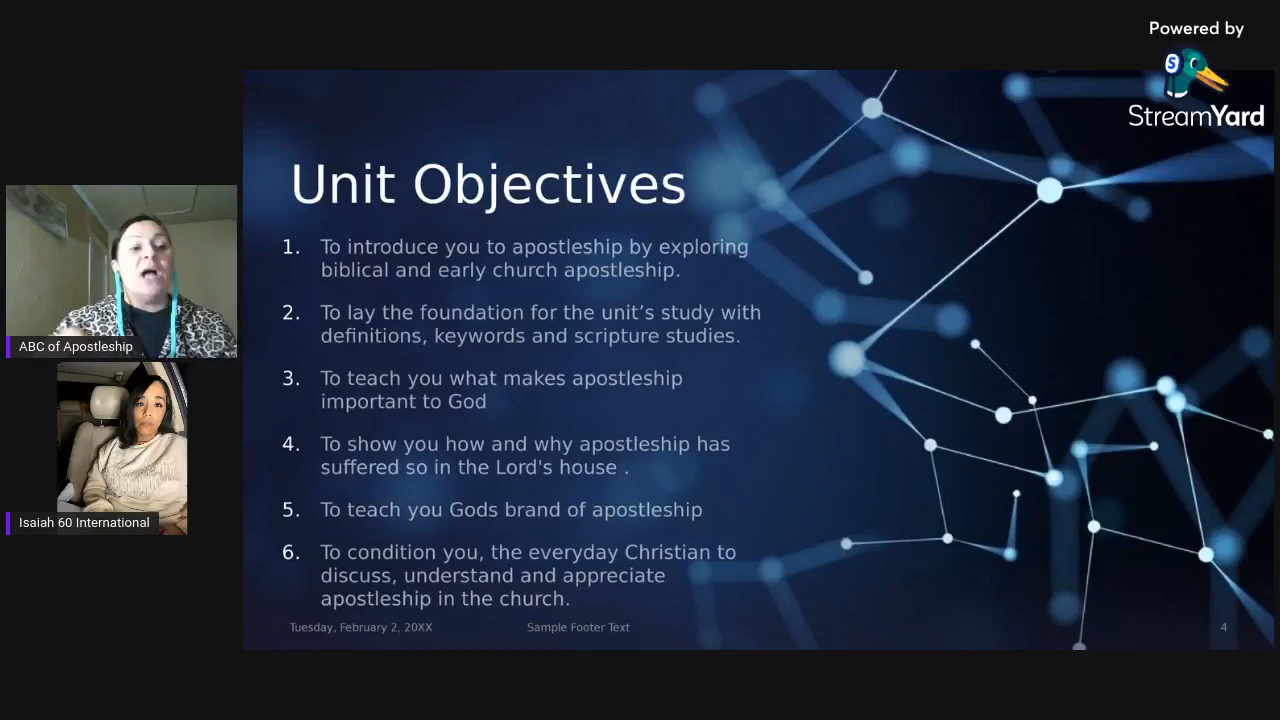 Powered by
StreamYard
Unit Objectives
1. To introduce you to apostleship by exploring
biblical and early church apostleship.
2. To lay the foundation for the unit’s study with
definitions, keywords and scripture studies.
3. To teach you what makes apostleship
important to God
4. To show you how and why apostleship has
suffered so in the Lord's house .
5. To teach you Gods brand of apostleship
6. To condition you, the everyday Christian to
discuss, understand and appreciate
apostleship in the church.
Tuesday, February 2, 20XX
Sample Footer Text
4
ABC of Apostleship
Isaiah 60 International